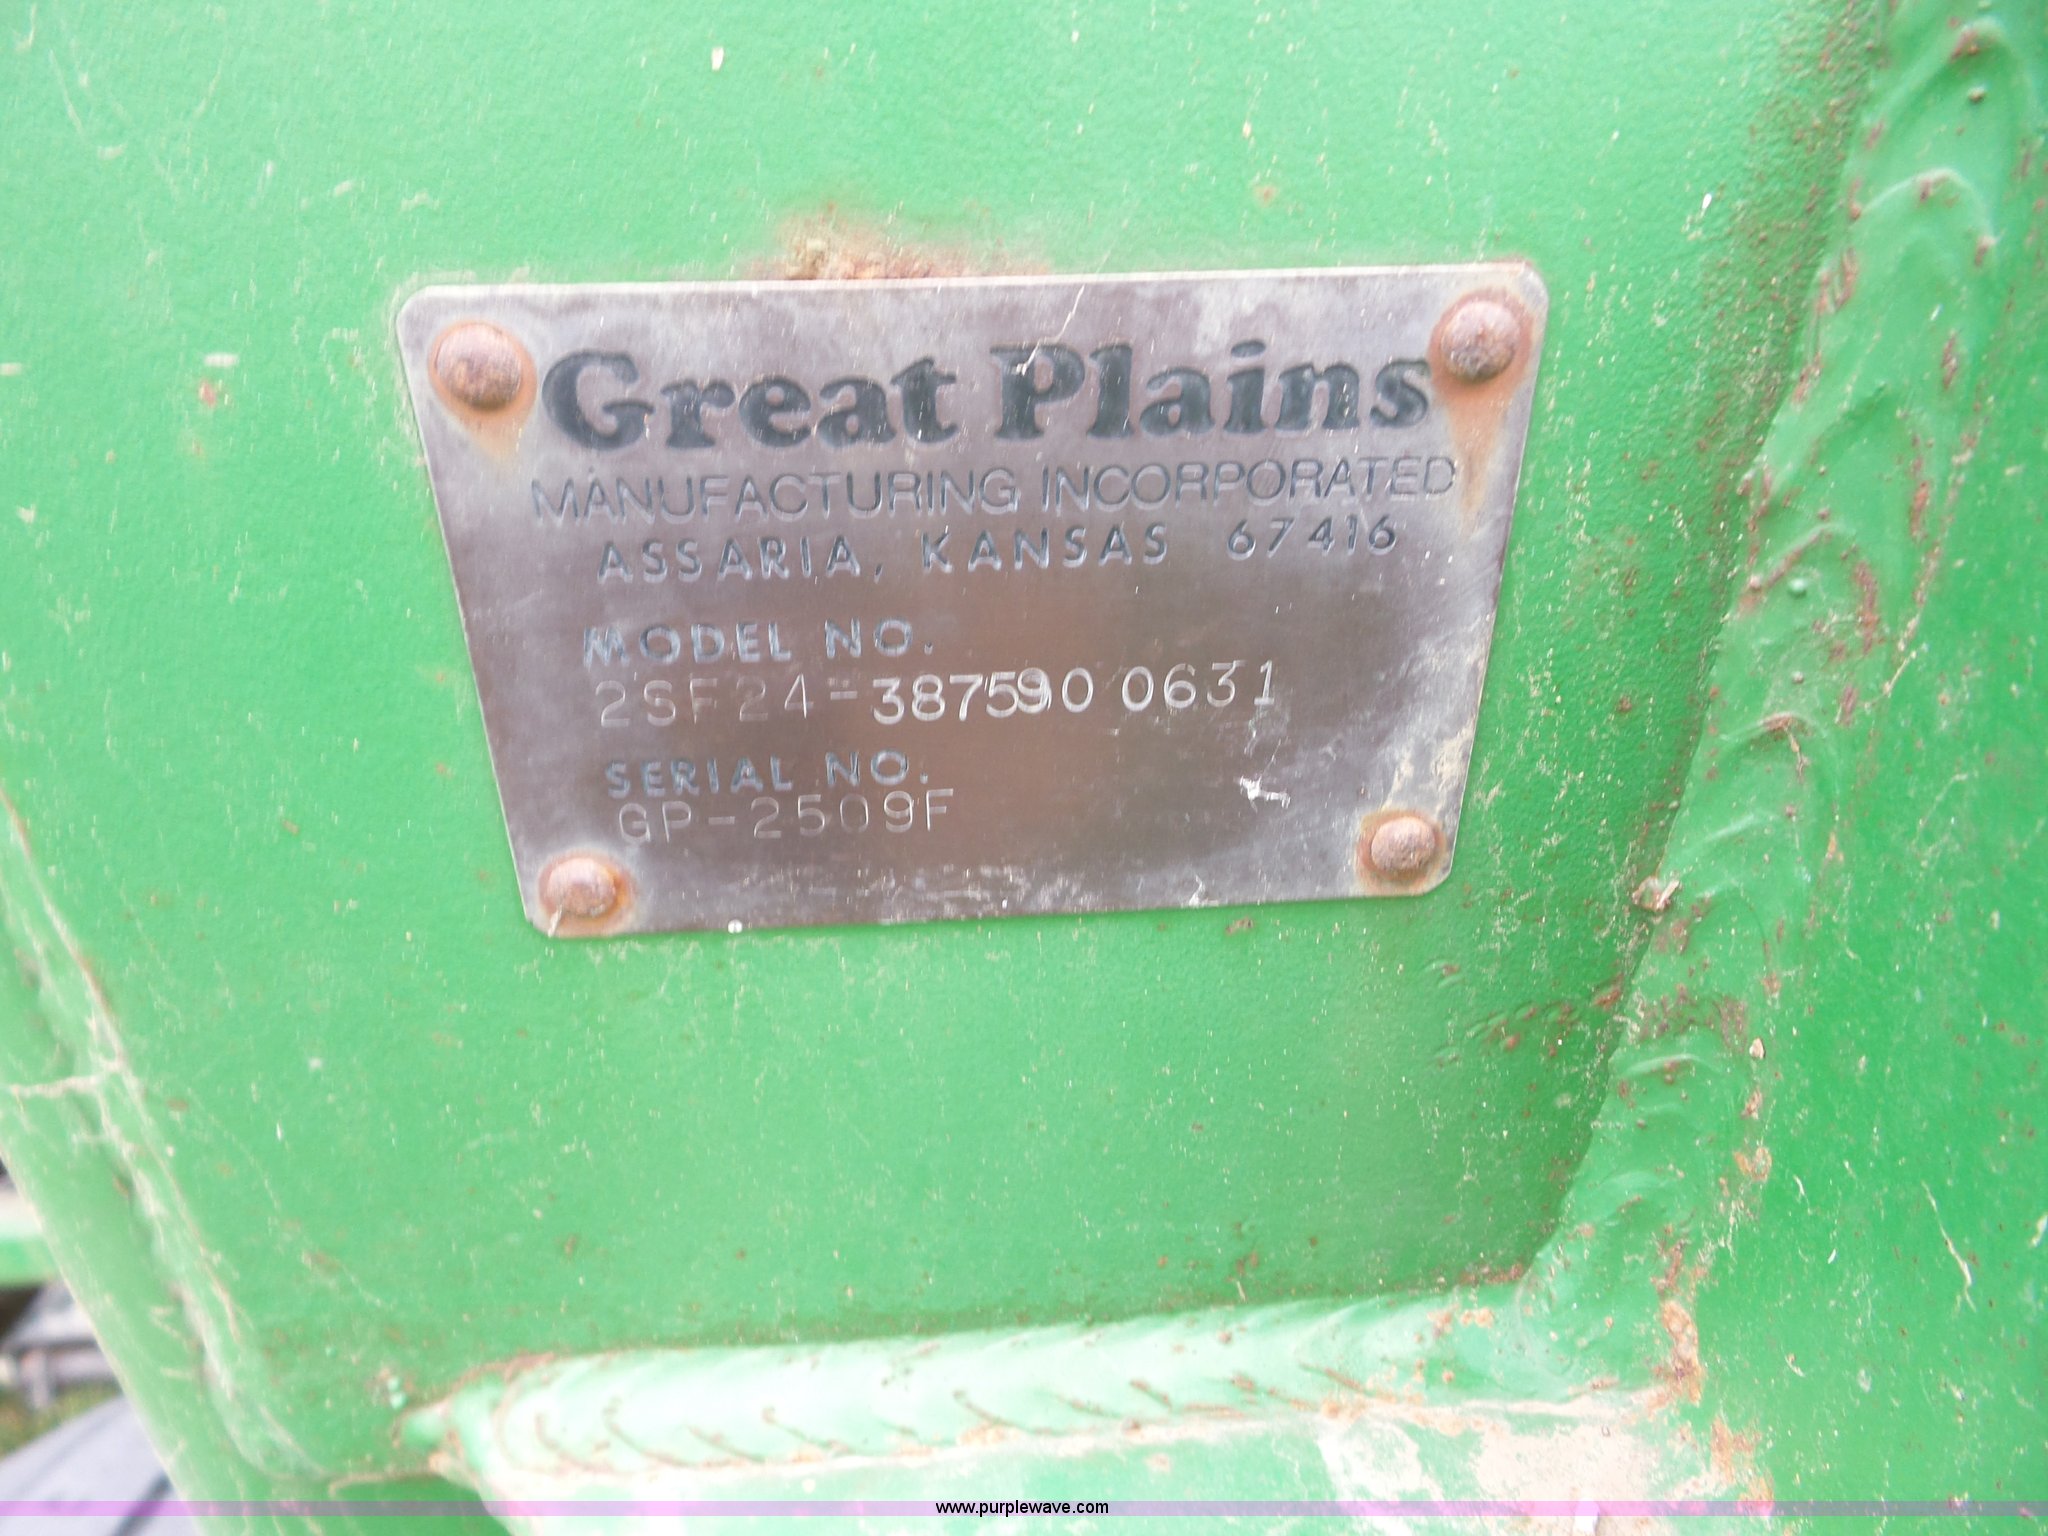 Great Plains
MANUFACTURING INCORPORATED
ASSARIA, KANSAS 67416
MODEL NO.
2SF24-387590 0631
SERIAL NO.
GP-2509F
www.purplewave.com